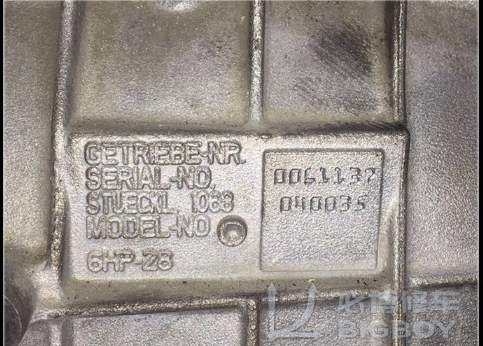 GETRIEBE-NR.
SERIAL-NO.
STUECKL. 1068
MODEL-NO
6HP-28
0061137
040035
BIGBOY